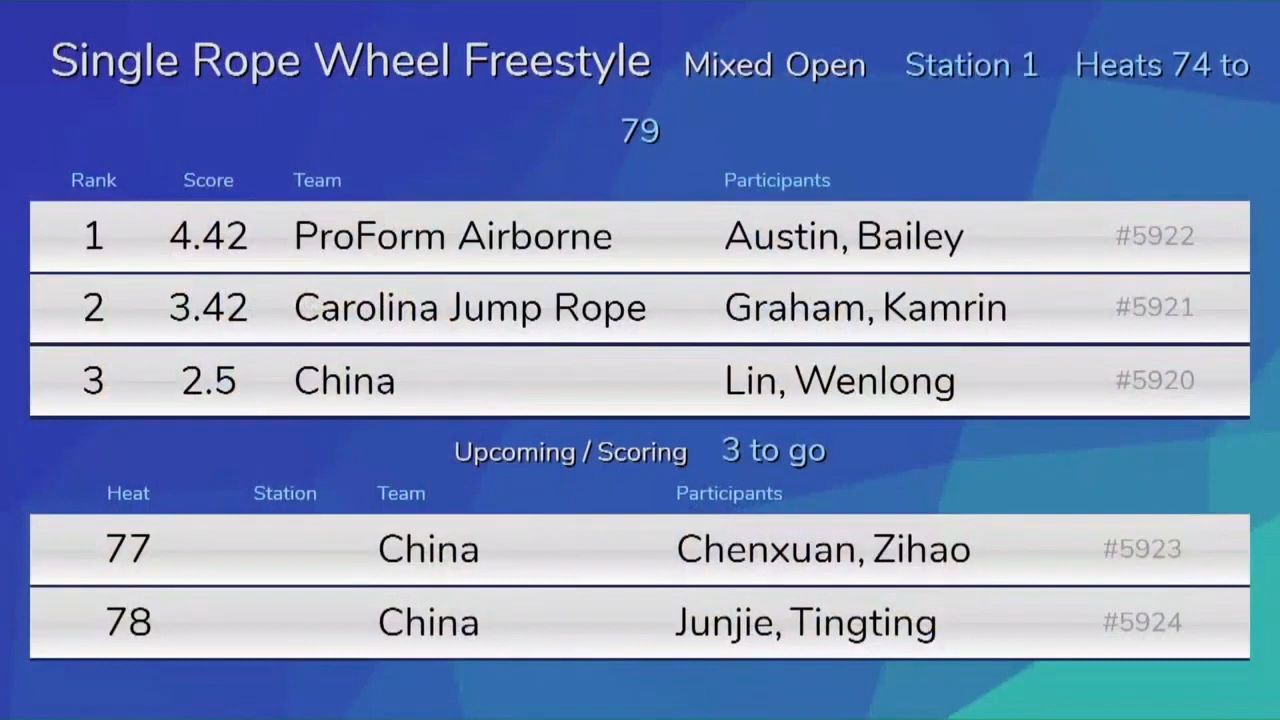 Single Rope Wheel Freestyle Mixed Open Station 1 Heats 74 to
79
Rank Score Team Participants
1 4.42 ProForm Airborne Austin, Bailey #5922
2 3.42 Carolina Jump Rope Graham, Kamrin #5921
3 2.5 China Lin, Wenlong #5920
Upcoming / Scoring 3 to go
Heat Station Team Participants
77 China Chenxuan, Zihao #5923
78 China Junjie, Tingting #5924